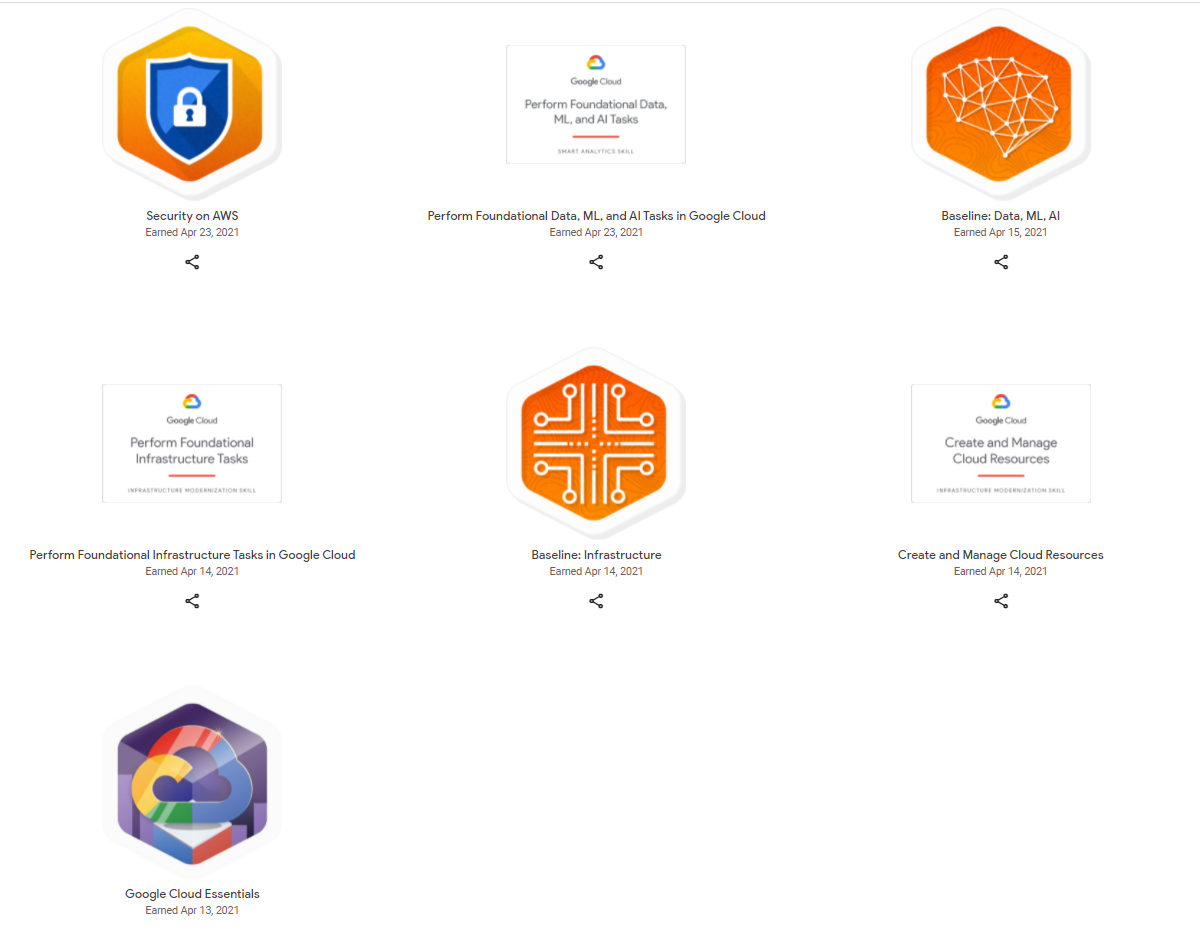 Google Cloud
Perform Foundational Data,
ML, and AI Tasks
SMART ANALYTICS SKILL
Security on AWS
Earned Apr 23, 2021
Perform Foundational Data, ML, and AI Tasks in Google Cloud
Earned Apr 23, 2021
Baseline: Data, ML, AI
Earned Apr 15, 2021
Google Cloud
Perform Foundational
Infrastructure Tasks
INFRASTRUCTURE MODERNIZATION SKILL
Google Cloud
Create and Manage
Cloud Resources
INFRASTRUCTURE MODERNIZATION SKILL
Perform Foundational Infrastructure Tasks in Google Cloud
Earned Apr 14, 2021
Baseline: Infrastructure
Earned Apr 14, 2021
Create and Manage Cloud Resources
Earned Apr 14, 2021
Google Cloud Essentials
Earned Apr 13, 2021